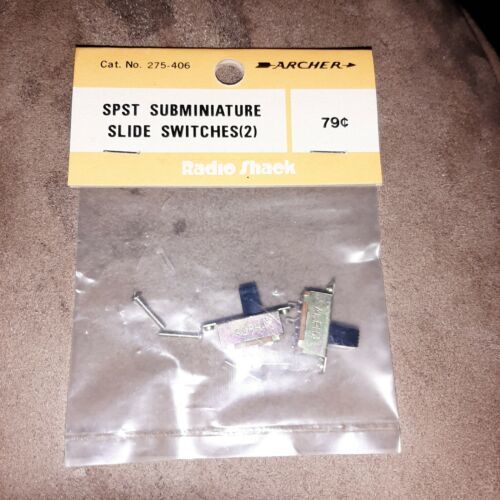 Cat. No. 275-406
ARCHER
SPST SUBMINIATURE
SLIDE SWITCHES(2)
79¢
Radio Shack